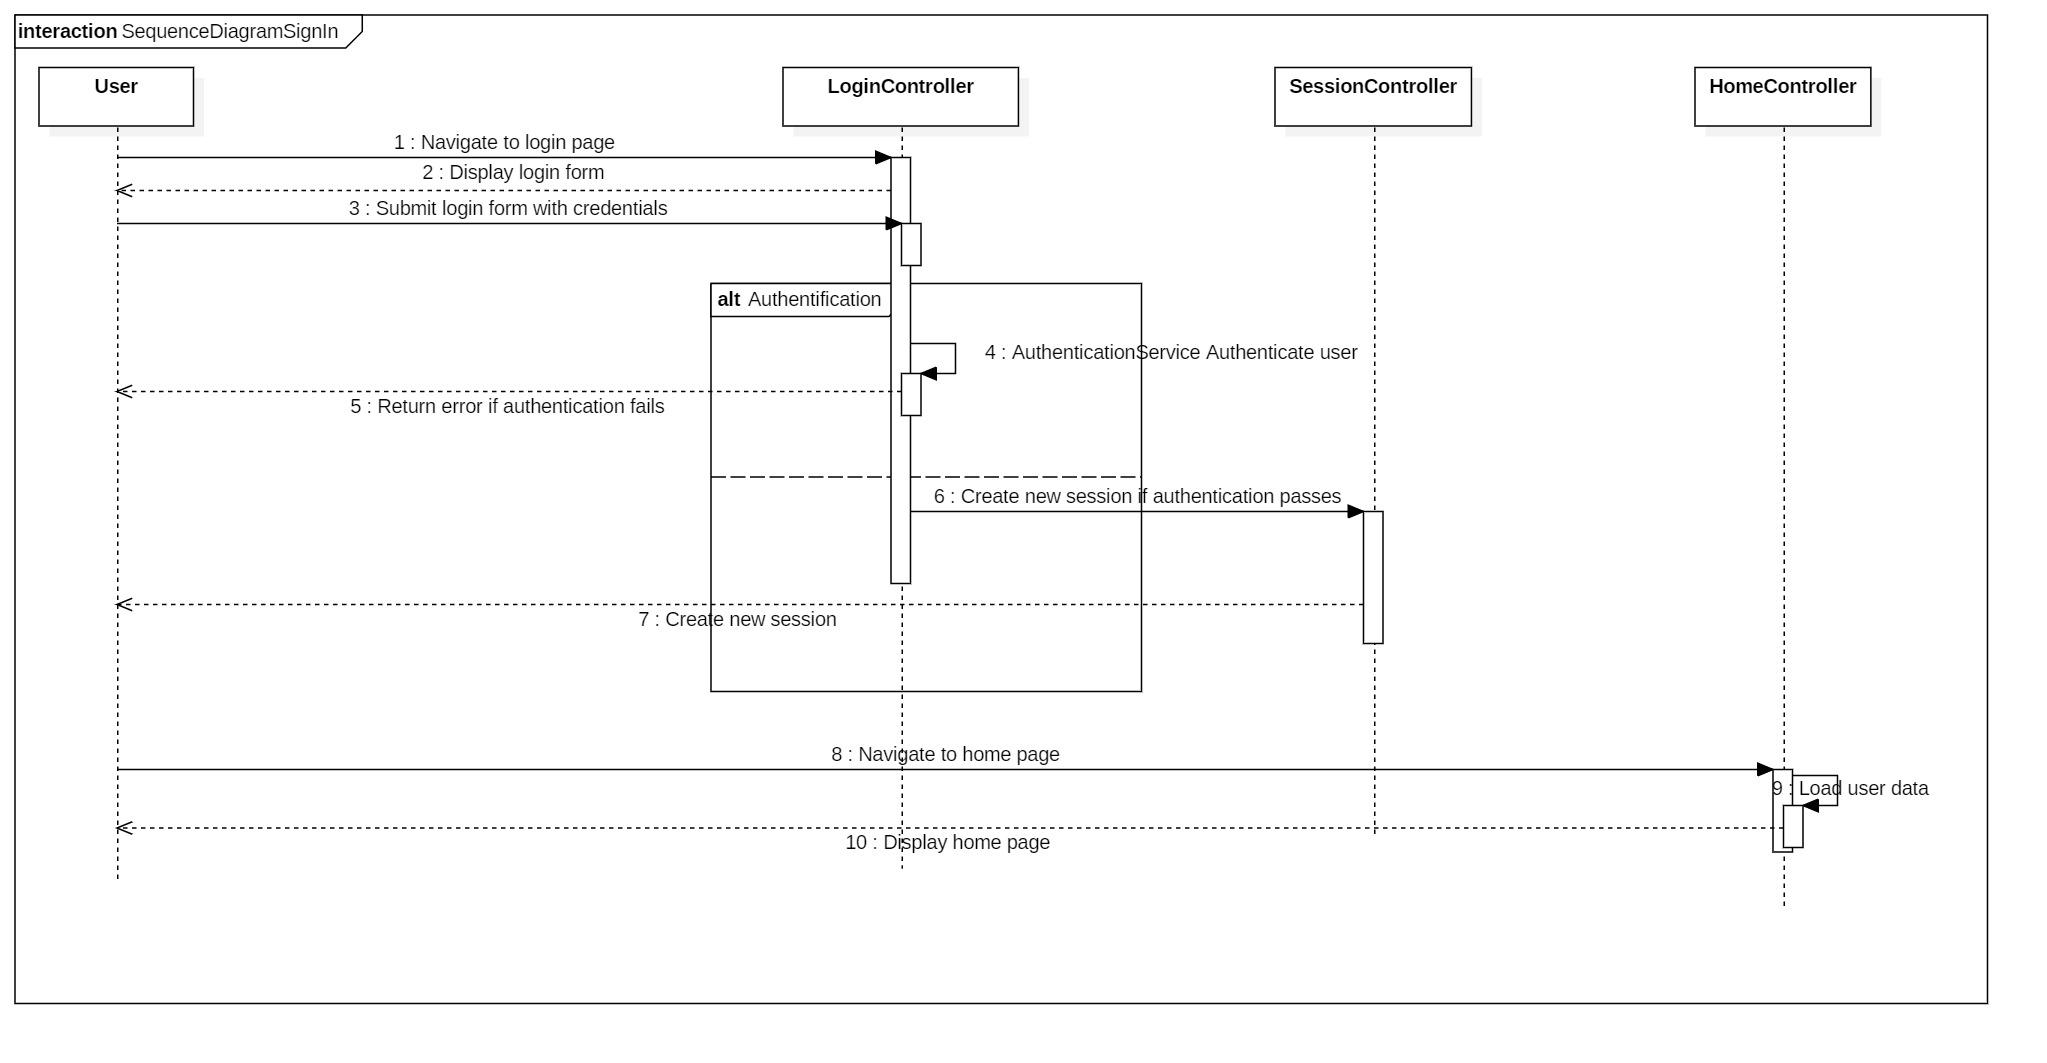 interaction SequenceDiagramSignIn
User
LoginController
SessionController
HomeController
1 : Navigate to login page
2 : Display login form
3 : Submit login form with credentials
alt Authentification
4 : AuthenticationService Authenticate user
5 : Return error if authentication fails
6 : Create new session if authentication passes
7 : Create new session
8 : Navigate to home page
9 : Load user data
10 : Display home page